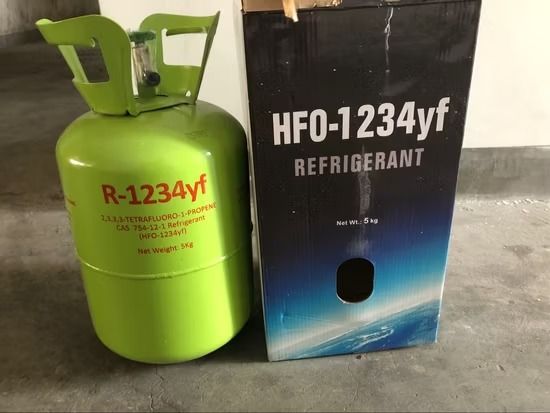 R-1234yf
2,3,3,3-TETRAFLUORO-1-PROPENE
CAS 754-12-1 Refrigerant
(HFO-1234yf)
Net Weight: 5Kg
HFO-1234yf
REFRIGERANT
Net Wt.: 5 kg